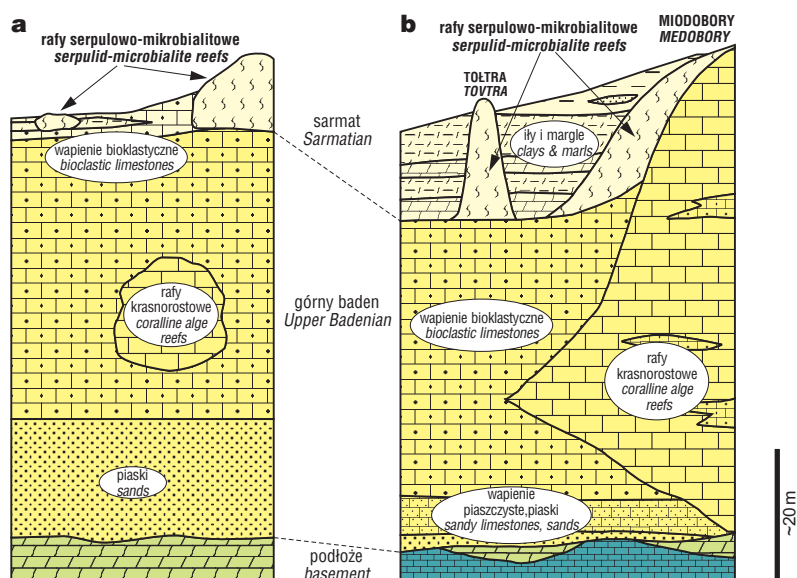 a
rafy serpulowo-mikrobialitowe
serpulid-microbialite reefs
wapienie bioklastyczne
bioclastic limestones
rafy
krasnorostowe
coralline alge
reefs
piaski
sands
sarmat
Sarmatian
górny baden
Upper Badenian
podłoże
basement
b
rafy serpulowo-mikrobialitowe
serpulid-microbialite reefs
MIODOBORY
MEDOBORY
TOŁTRA
TOVTRA
iły i margle
clays & marls
wapienie bioklastyczne
bioclastic limestones
rafy
krasnorostowe
coralline alge
reefs
wapienie
piaszczyste,piaski
sandy limestones, sands
~20 m